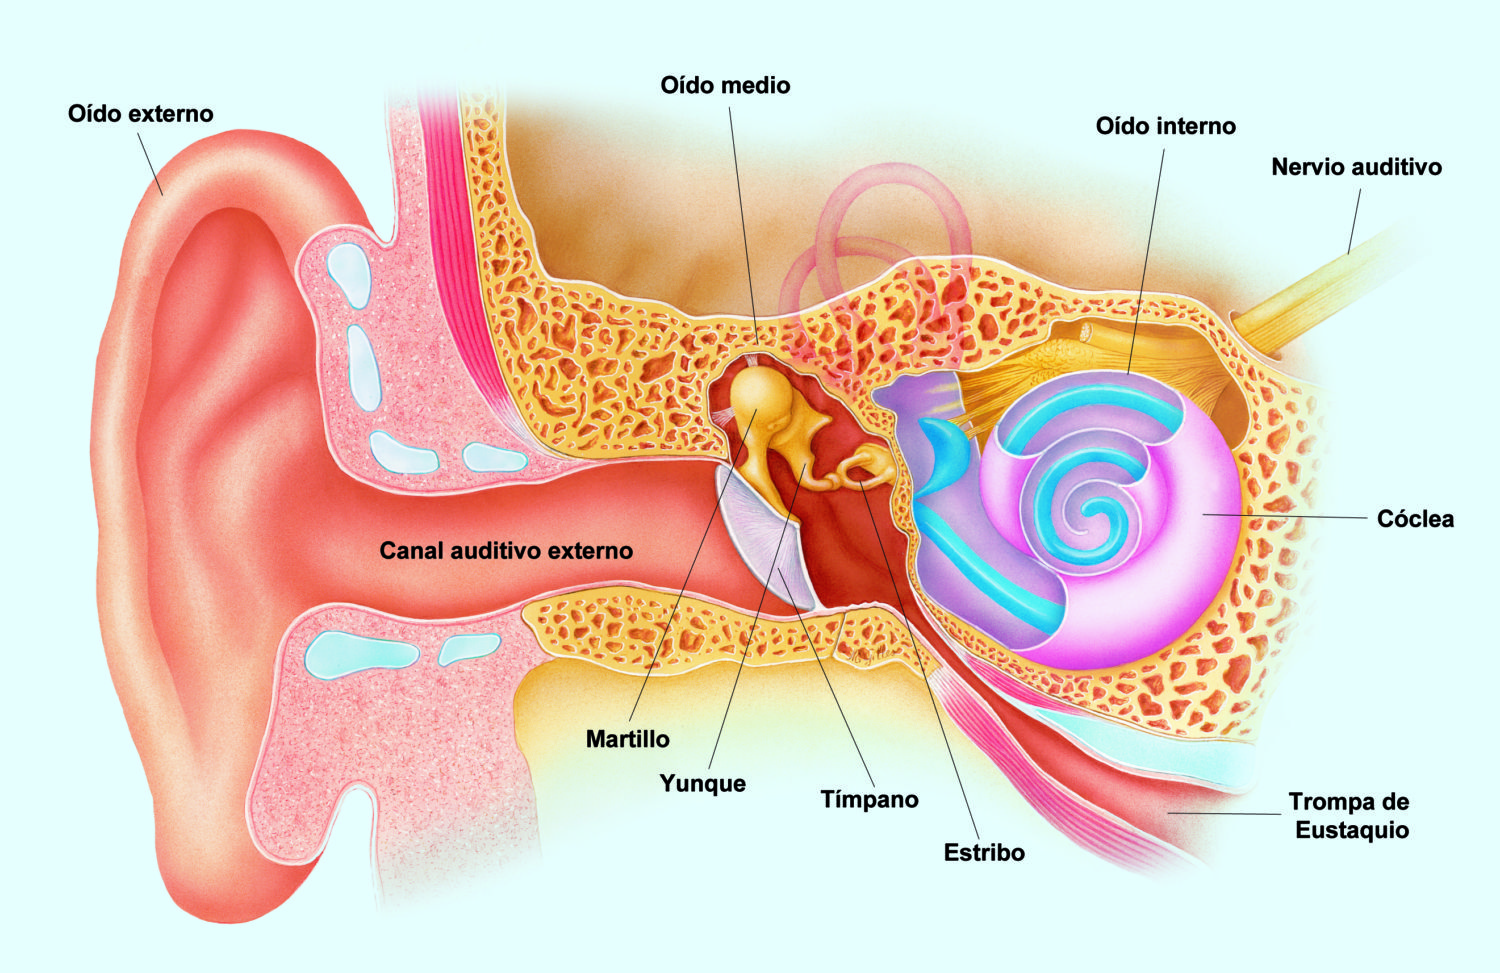 Oído medio
Oído externo
Oído interno
Nervio auditivo
Cóclea
Canal auditivo externo
Martillo
Yunque
Tímpano
Trompa de
Eustaquio
Estribo